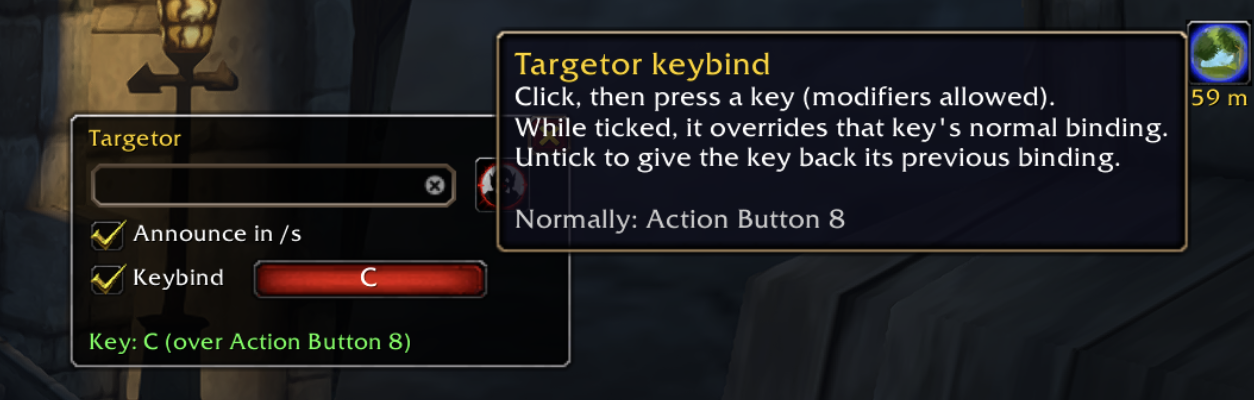 Targetor keybind
Click, then press a key (modifiers allowed).
While ticked, it overrides that key's normal binding.
Untick to give the key back its previous binding.
Normally: Action Button 8
59 m
Targetor
Announce in /s
Keybind
C
Key: C (over Action Button 8)